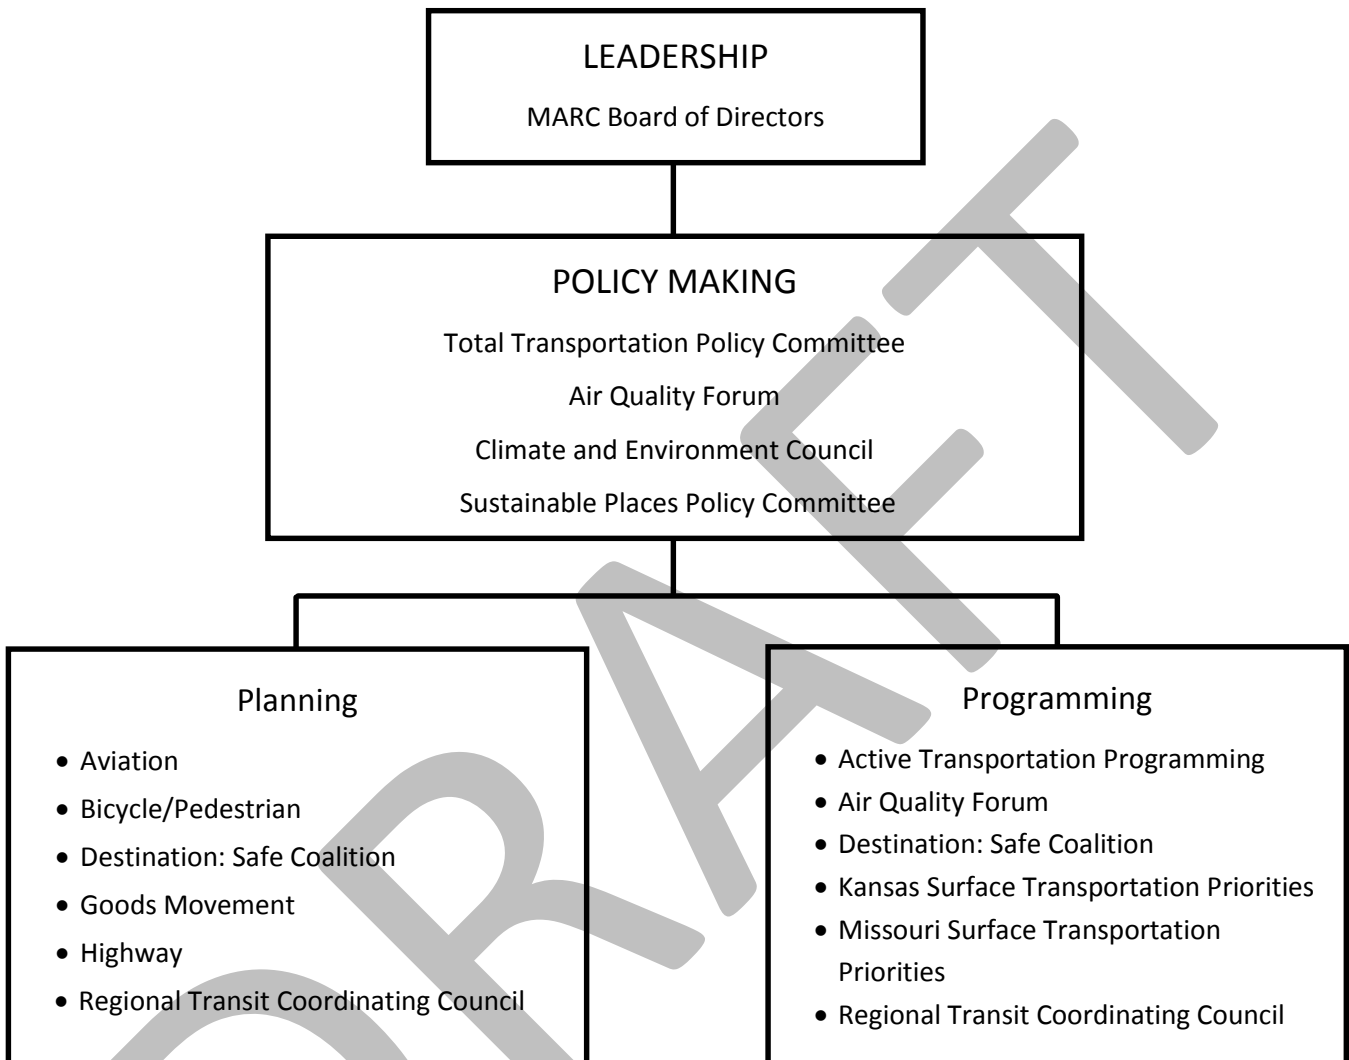 LEADERSHIP
MARC Board of Directors
POLICY MAKING
Total Transportation Policy Committee
Air Quality Forum
Climate and Environment Council
Sustainable Places Policy Committee
Planning
• Aviation
• Bicycle/Pedestrian
• Destination: Safe Coalition
• Goods Movement
• Highway
• Regional Transit Coordinating Council
Programming
• Active Transportation Programming
• Air Quality Forum
• Destination: Safe Coalition
• Kansas Surface Transportation Priorities
• Missouri Surface Transportation
Priorities
• Regional Transit Coordinating Council
DRAFT